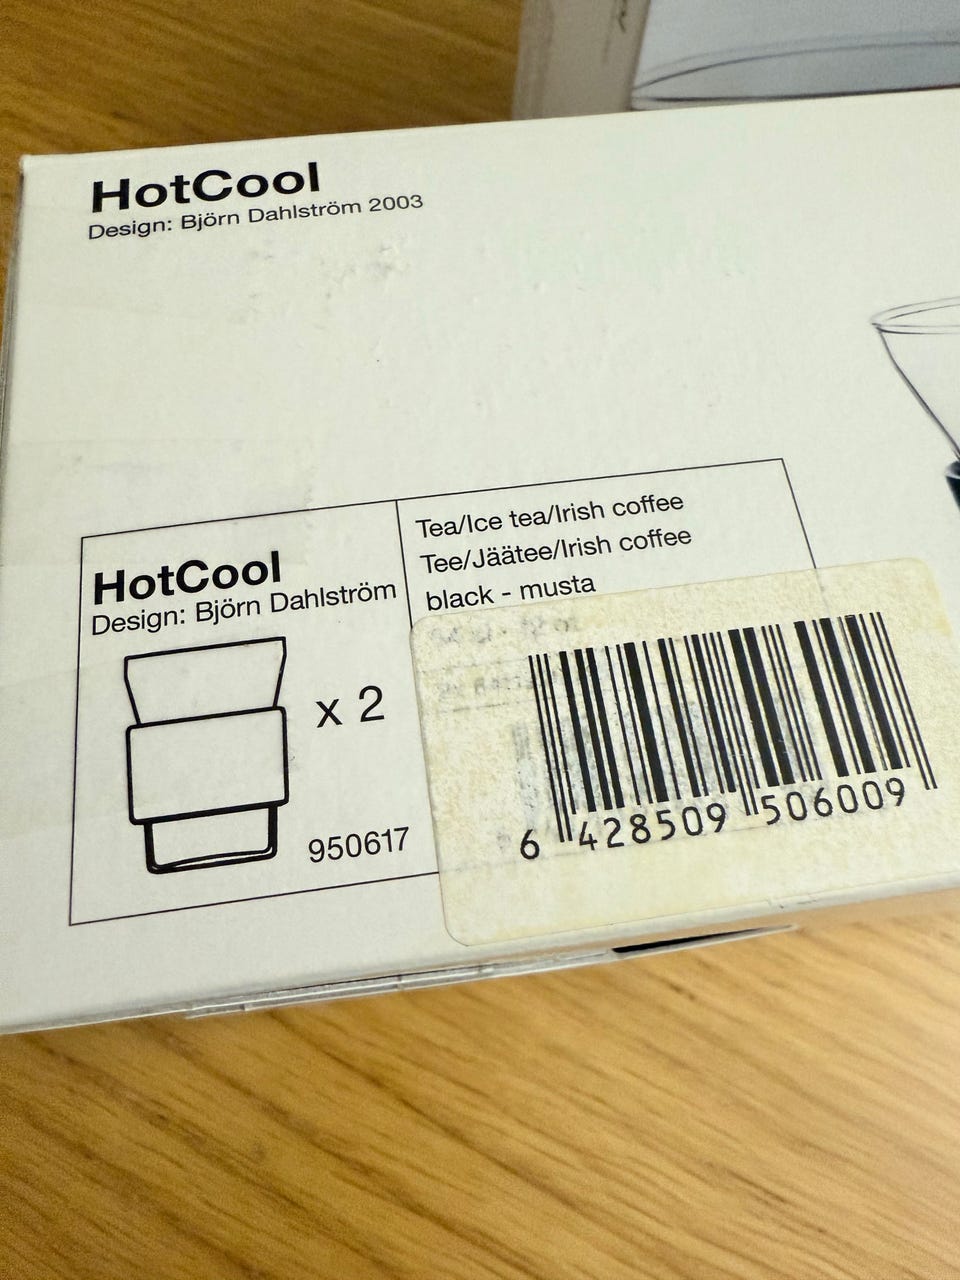 HotCool
Design: Björn Dahlström 2003
HotCool
Design: Björn Dahlström
x 2
950617
Tea/Ice tea/Irish coffee
Tee/Jäätee/Irish coffee
black - musta
6 428509 506009